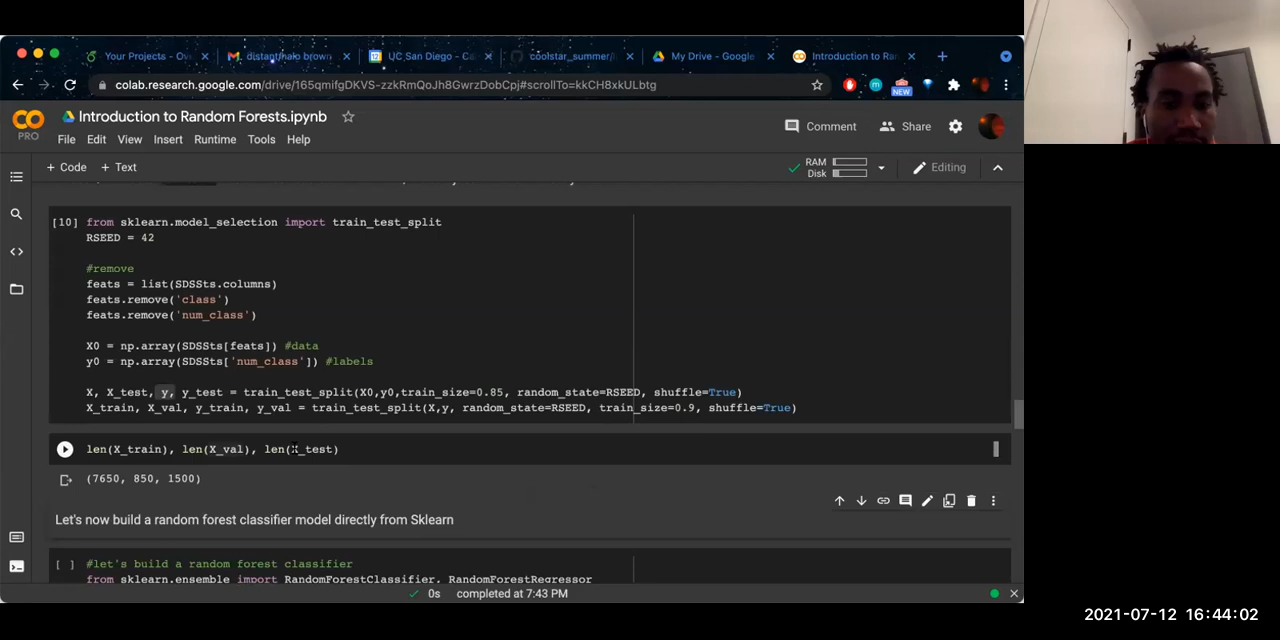 Your Projects - Ov
distantnalo brown
UC San Diego - Ca
coolstar_summer/i
My Drive - Google
Introduction to Ra
colab.research.google.com/drive/165qmifgDKVS-zzkRmQoJh8GwrzDobCpj#scrollTo=kkCH8xkULbtg
NEW
CO
PRO
Introduction to Random Forests.ipynb
Comment
Share
File Edit View Insert Runtime Tools Help
+ Code + Text
RAM
Disk
Editing
[10] from sklearn.model_selection import train_test_split
RSEED = 42
#remove
feats = list(SDSSts.columns)
feats.remove('class')
feats.remove('num_class')
X0 = np.array(SDSSts[feats]) #data
y0 = np.array(SDSSts['num_class']) #labels
X, X_test, y, y_test = train_test_split(X0,y0,train_size=0.85, random_state=RSEED, shuffle=True)
X_train, X_val, y_train, y_val = train_test_split(X,y, random_state=RSEED, train_size=0.9, shuffle=True)
len(X_train), len(X_val), len(X_test)
(7650, 850, 1500)
Let's now build a random forest classifier model directly from Sklearn
[ ] #let's build a random forest classifier
from sklearn.ensemble import RandomForestClassifier, RandomForestRegressor
0s completed at 7:43 PM
2021-07-12 16:44:02